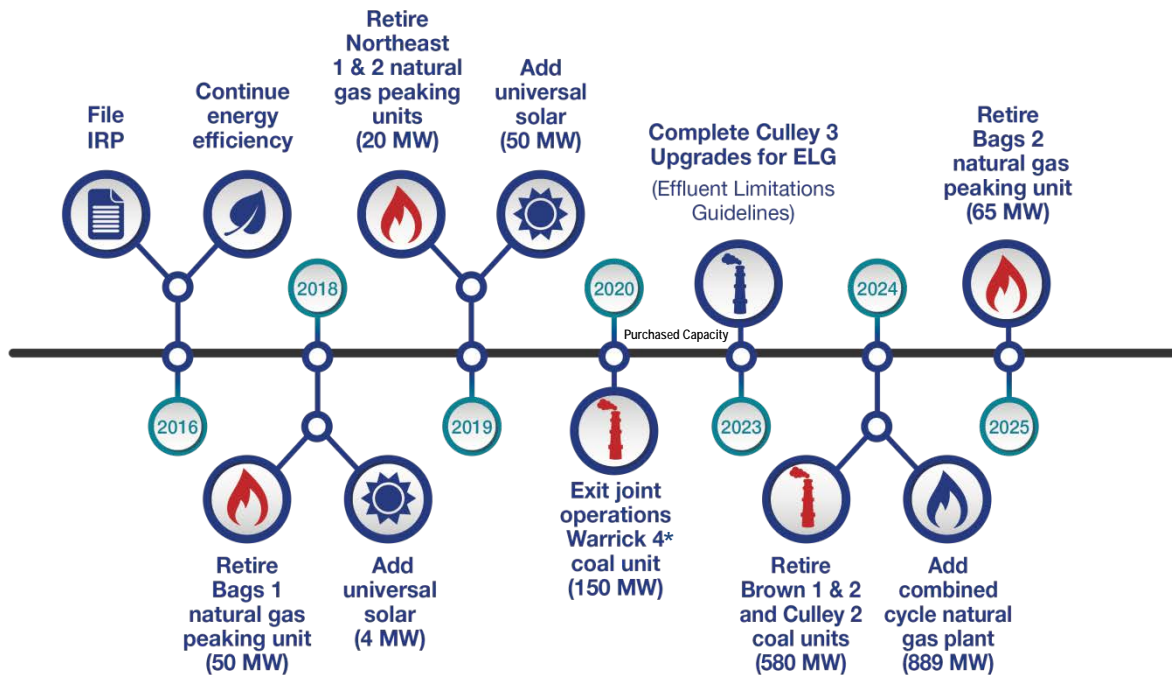 File
IRP
Continue
energy
efficiency
2016
2018
Retire
Bags 1
natural gas
peaking unit
(50 MW)
Add
universal
solar
(4 MW)
Retire
Northeast
1 & 2 natural
gas peaking
units
(20 MW)
Add
universal
solar
(50 MW)
2019
2020
Exit joint
operations
Warrick 4*
coal unit
(150 MW)
Purchased Capacity
Complete Culley 3
Upgrades for ELG
(Effluent Limitations
Guidelines)
2023
2024
Retire
Brown 1 & 2
and Culley 2
coal units
(580 MW)
Add
combined
cycle natural
gas plant
(889 MW)
Retire
Bags 2
natural gas
peaking unit
(65 MW)
2025